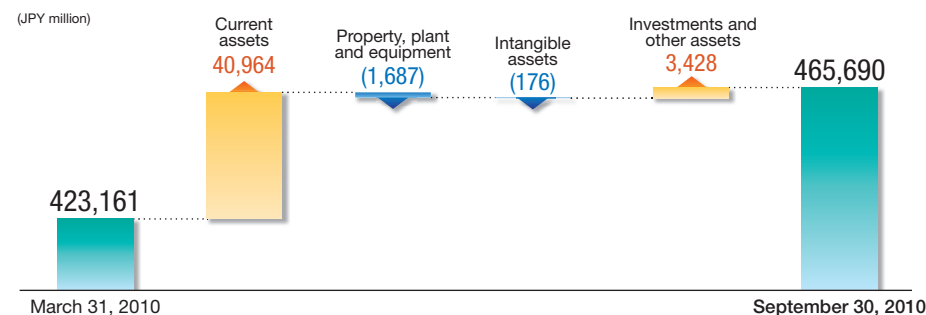 (JPY million)
Current
assets
40,964
Property, plant
and equipment
(1,687)
Intangible
assets
(176)
Investments and
other assets
3,428
465,690
423,161
March 31, 2010
September 30, 2010